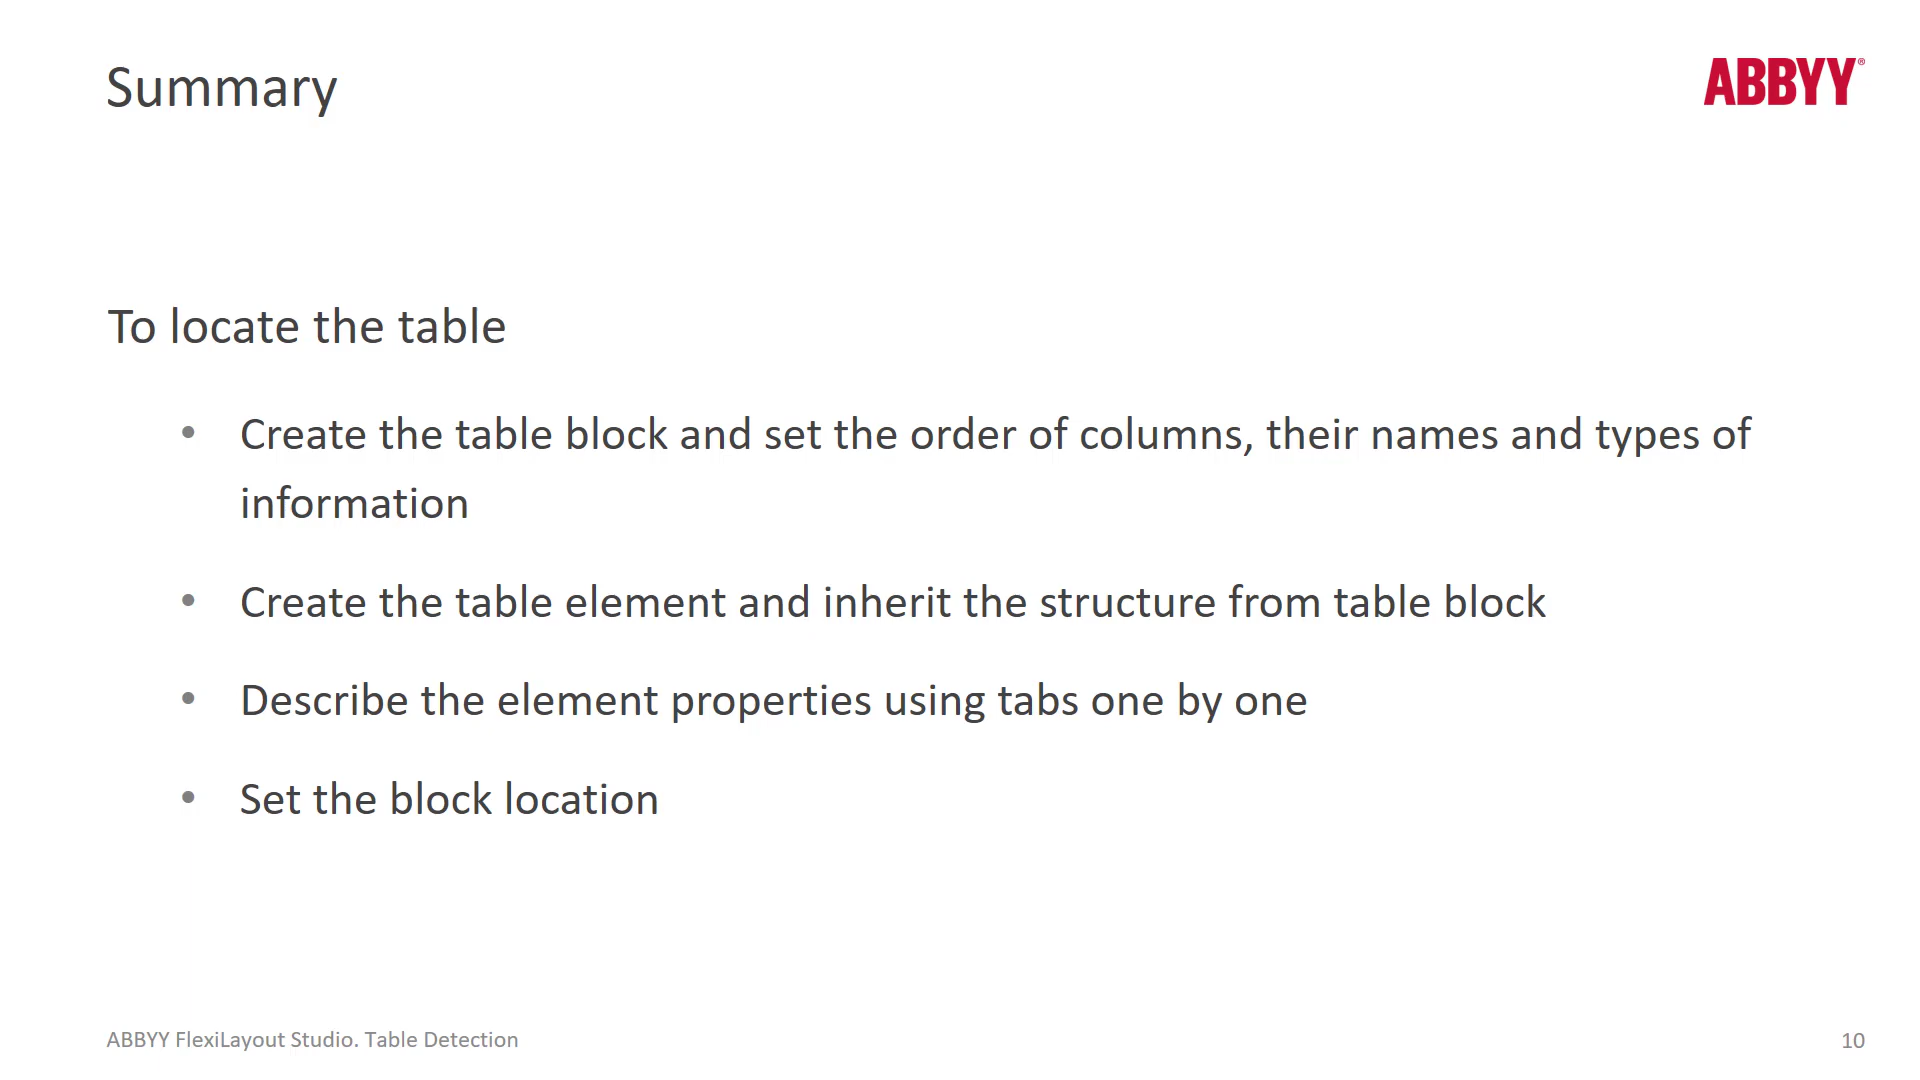 Summary
ABBYY®
To locate the table
• Create the table block and set the order of columns, their names and types of
information
• Create the table element and inherit the structure from table block
• Describe the element properties using tabs one by one
• Set the block location
ABBYY FlexiLayout Studio. Table Detection
10